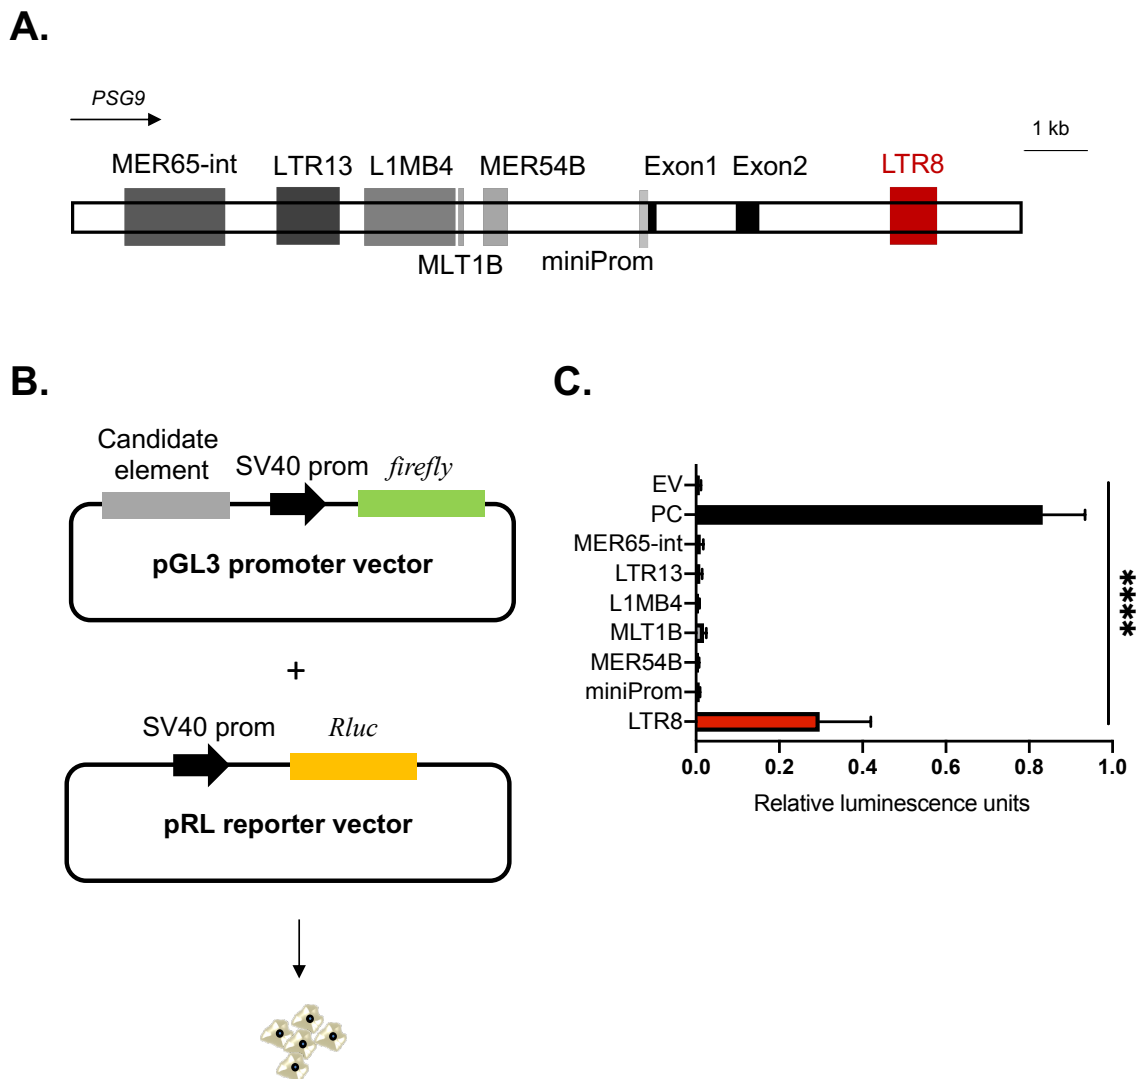 A.
PSG9
1 kb
MER65-int LTR13 L1MB4 MER54B Exon1 Exon2 LTR8
MLT1B miniProm
B.
Candidate
element
SV40 prom firefly
pGL3 promoter vector
+
SV40 prom Rluc
pRL reporter vector
C.
EV
PC
MER65-int
LTR13
L1MB4
MLT1B
MER54B
miniProm
LTR8
****
0.0 0.2 0.4 0.6 0.8 1.0
Relative luminescence units